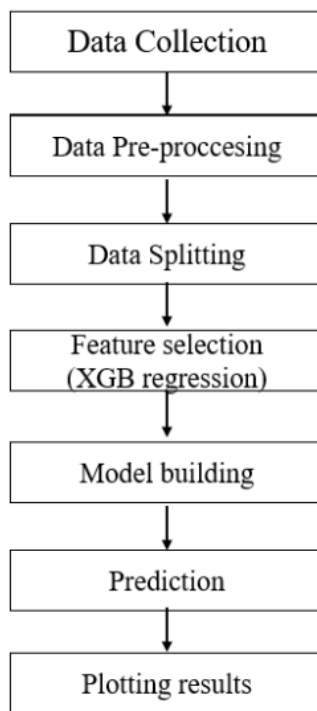 Data Collection
Data Pre-proccesing
Data Splitting
Feature selection
(XGB regression)
Model building
Prediction
Plotting results